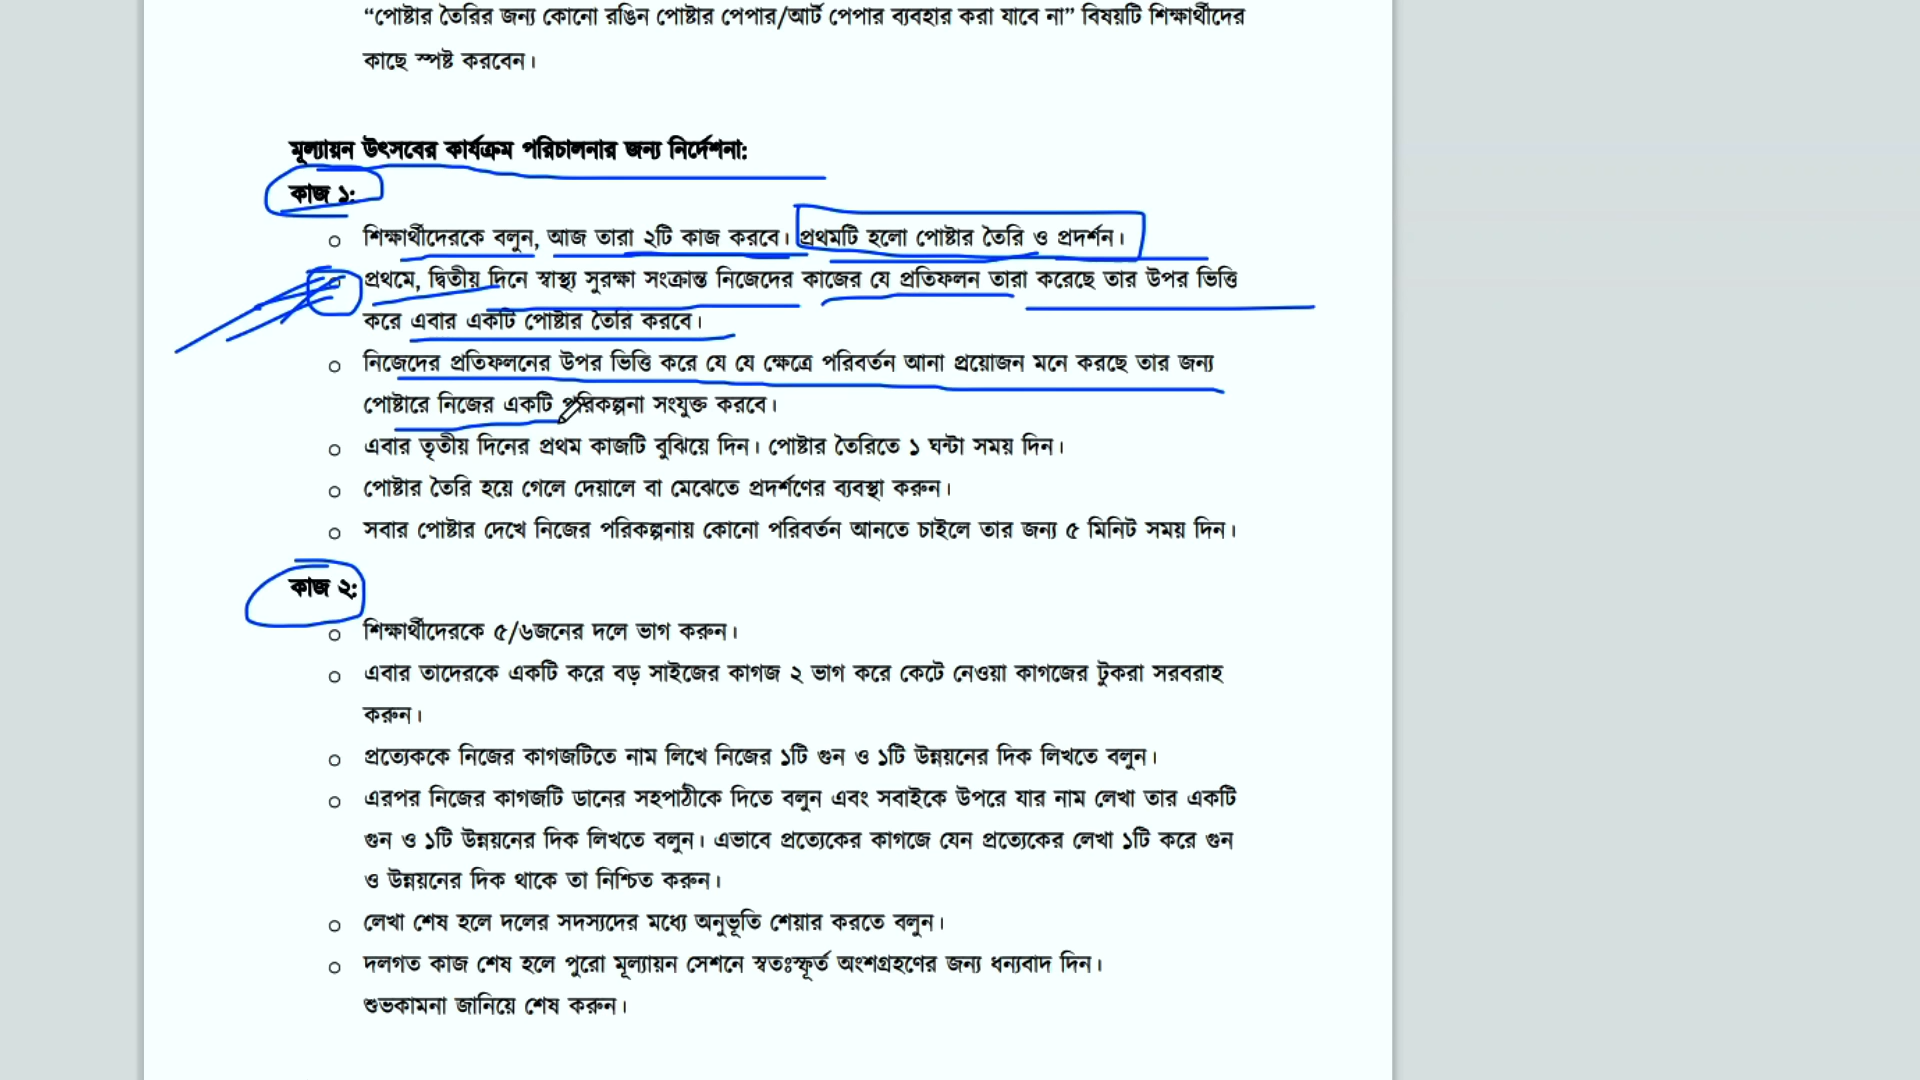 “পোষ্টার তৈরির জন্য কোনো রঙিন পোষ্টার পেপার/আর্ট পেপার ব্যবহার করা যাবে না” বিষয়টি শিক্ষার্থীদের
কাছে স্পষ্ট করবেন।
মূল্যায়ন উৎসবের কার্যক্রম পরিচালনার জন্য নির্দেশনা:
কাজ ১:
○ শিক্ষার্থীদেরকে বলুন, আজ তারা ২টি কাজ করবে। প্রথমটি হলো পোষ্টার তৈরি ও প্রদর্শন।
○ প্রথমে, দ্বিতীয় দিনে স্বাস্থ্য সুরক্ষা সংক্রান্ত নিজেদের কাজের যে প্রতিফলন তারা করেছে তার উপর ভিত্তি
করে এবার একটি পোষ্টার তৈরি করবে।
○ নিজেদের প্রতিফলনের উপর ভিত্তি করে যে যে ক্ষেত্রে পরিবর্তন আনা প্রয়োজন মনে করছে তার জন্য
পোষ্টারে নিজের একটি পরিকল্পনা সংযুক্ত করবে।
○ এবার তৃতীয় দিনের প্রথম কাজটি বুঝিয়ে দিন। পোষ্টার তৈরিতে ১ ঘন্টা সময় দিন।
○ পোষ্টার তৈরি হয়ে গেলে দেয়ালে বা মেঝেতে প্রদর্শণের ব্যবস্থা করুন।
○ সবার পোষ্টার দেখে নিজের পরিকল্পনায় কোনো পরিবর্তন আনতে চাইলে তার জন্য ৫ মিনিট সময় দিন।
কাজ ২:
○ শিক্ষার্থীদেরকে ৫/৬জনের দলে ভাগ করুন।
○ এবার তাদেরকে একটি করে বড় সাইজের কাগজ ২ ভাগ করে কেটে নেওয়া কাগজের টুকরা সরবরাহ
করুন।
○ প্রত্যেককে নিজের কাগজটিতে নাম লিখে নিজের ১টি গুন ও ১টি উন্নয়নের দিক লিখতে বলুন।
○ এরপর নিজের কাগজটি ডানের সহপাঠীকে দিতে বলুন এবং সবাইকে উপরে যার নাম লেখা তার একটি
গুন ও ১টি উন্নয়নের দিক লিখতে বলুন। এভাবে প্রত্যেকের কাগজে যেন প্রত্যেকের লেখা ১টি করে গুন
ও উন্নয়নের দিক থাকে তা নিশ্চিত করুন।
○ লেখা শেষ হলে দলের সদস্যদের মধ্যে অনুভূতি শেয়ার করতে বলুন।
○ দলগত কাজ শেষ হলে পুরো মূল্যায়ন সেশনে স্বতঃস্ফূর্ত অংশগ্রহণের জন্য ধন্যবাদ দিন।
শুভকামনা জানিয়ে শেষ করুন।